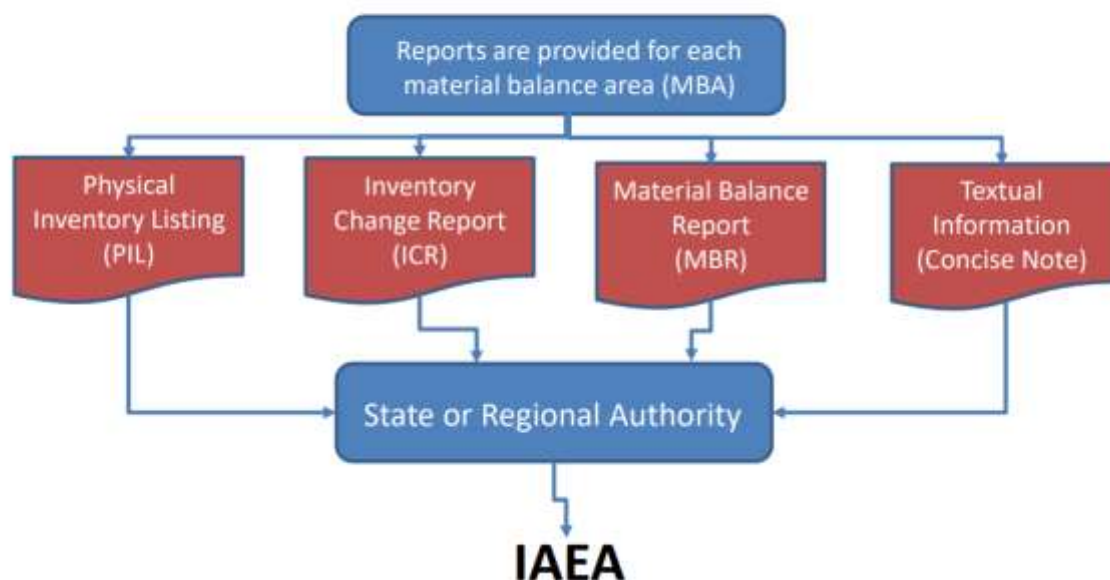 Reports are provided for each
material balance area (MBA)
Physical
Inventory Listing
(PIL)
Inventory
Change Report
(ICR)
Material Balance
Report
(MBR)
Textual
Information
(Concise Note)
State or Regional Authority
IAEA